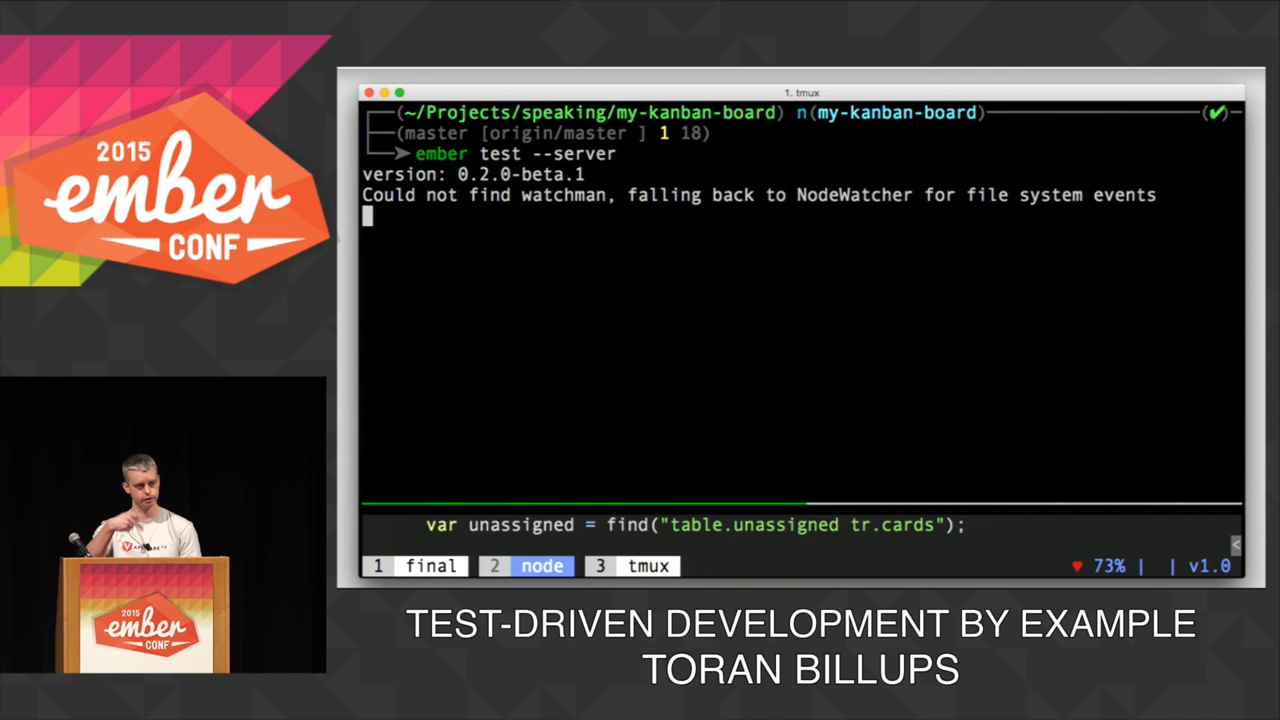 2015
ember
CONF
1. tmux
(~/Projects/speaking/my-kanban-board) n(my-kanban-board) (✔)
(master [origin/master ] 1 18)
ember test --server
version: 0.2.0-beta.1
Could not find watchman, falling back to NodeWatcher for file system events
var unassigned = find("table.unassigned tr.cards");
<
1 final 2 node 3 tmux ♥ 73% | | v1.0
2015
ember
CONF
TEST-DRIVEN DEVELOPMENT BY EXAMPLE
TORAN BILLUPS